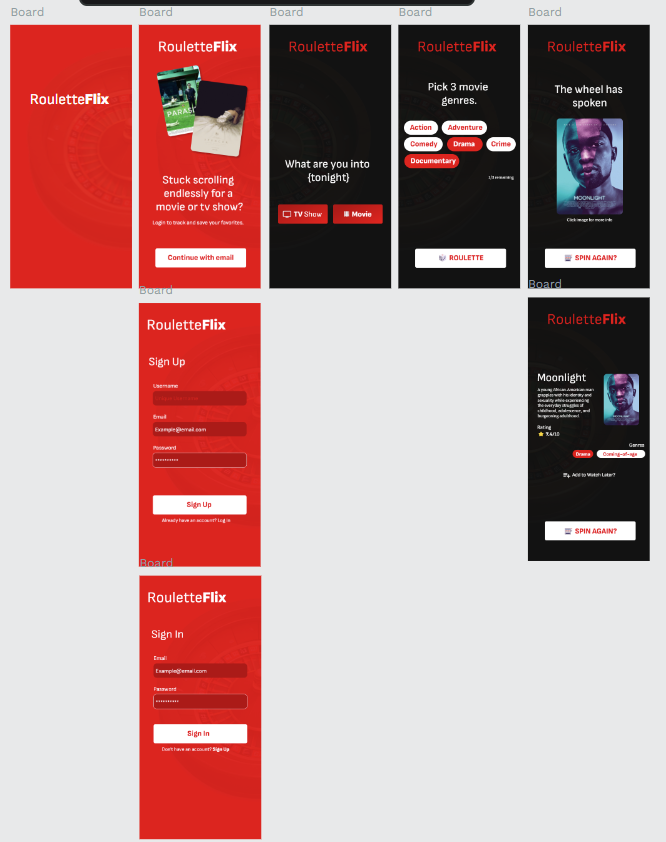 Board
RouletteFlix
Board
RouletteFlix
PARAS
Stuck scrolling
endlessly for a
movie or tv show?
Login to track and save your favorites.
Continue with email
Board
RouletteFlix
What are you into
{tonight}
TV Show
Movie
Board
RouletteFlix
Pick 3 movie
genres.
Action
Adventure
Comedy
Drama
Crime
Documentary
ROULETTE
Board
RouletteFlix
The wheel has
spoken
MOONLIGHT
Click image for more info
SPIN AGAIN?
Board
RouletteFlix
Sign Up
Username
Email
Example@email.com
Password
Sign Up
Already have an account? Log in
Board
RouletteFlix
Moonlight
A young African-American man
grapples with his identity and
sexuality while experiencing
the everyday struggles of
childhood, adolescence, and
burgeoning adulthood.
Rating
7.4/10
Genres
Drama
Coming-of-age
Add to Watch Later?
SPIN AGAIN?
Board
RouletteFlix
Sign In
Email
Example@email.com
Password
Sign In
Don't have an account? Sign Up